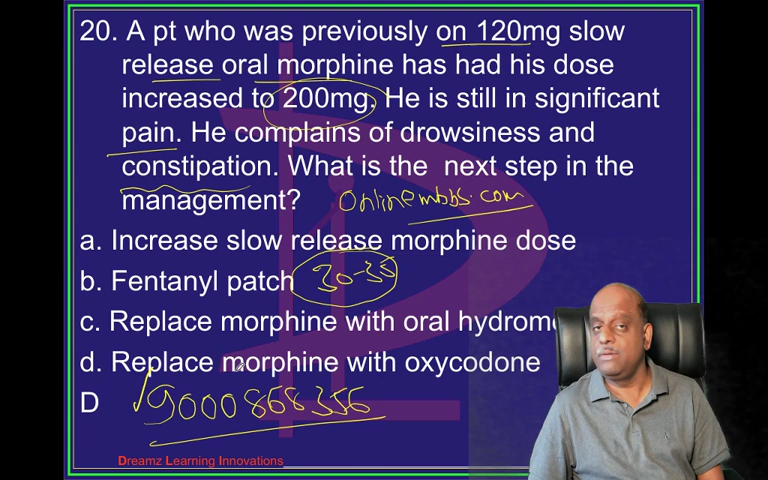 20. A pt who was previously on 120mg slow
release oral morphine has had his dose
increased to 200mg. He is still in significant
pain. He complains of drowsiness and
constipation. What is the next step in the
management? Onlinembbs.com
a. Increase slow release morphine dose
b. Fentanyl patch 30-35
c. Replace morphine with oral hydromo
d. Replace morphine with oxycodone
D 9000868356
Dreamz Learning Innovations